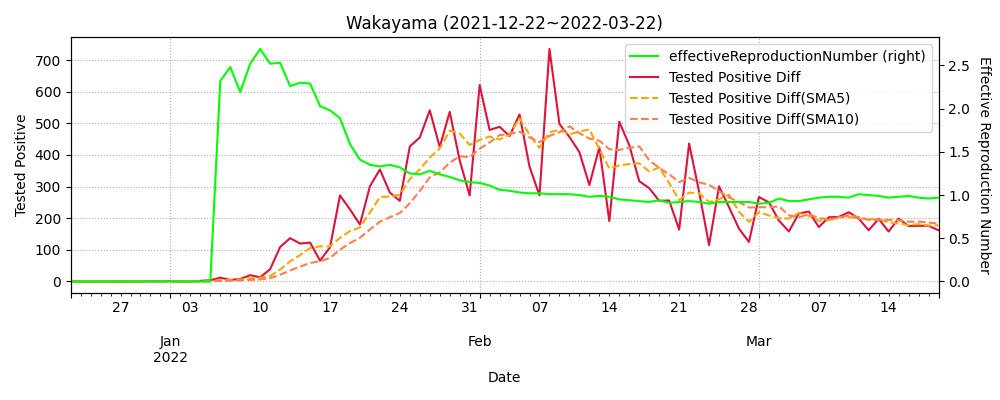 Wakayama (2021-12-22~2022-03-22)
effectiveReproductionNumber (right)
Tested Positive Diff
Tested Positive Diff(SMA5)
Tested Positive Diff(SMA10)
Tested Positive
700
600
500
400
300
200
100
0
2.5
2.0
1.5
1.0
0.5
0.0
Effective Reproduction Number
27 03 10 17 24 31 07 14 21 28 07 14
Jan Feb Mar
2022
Date